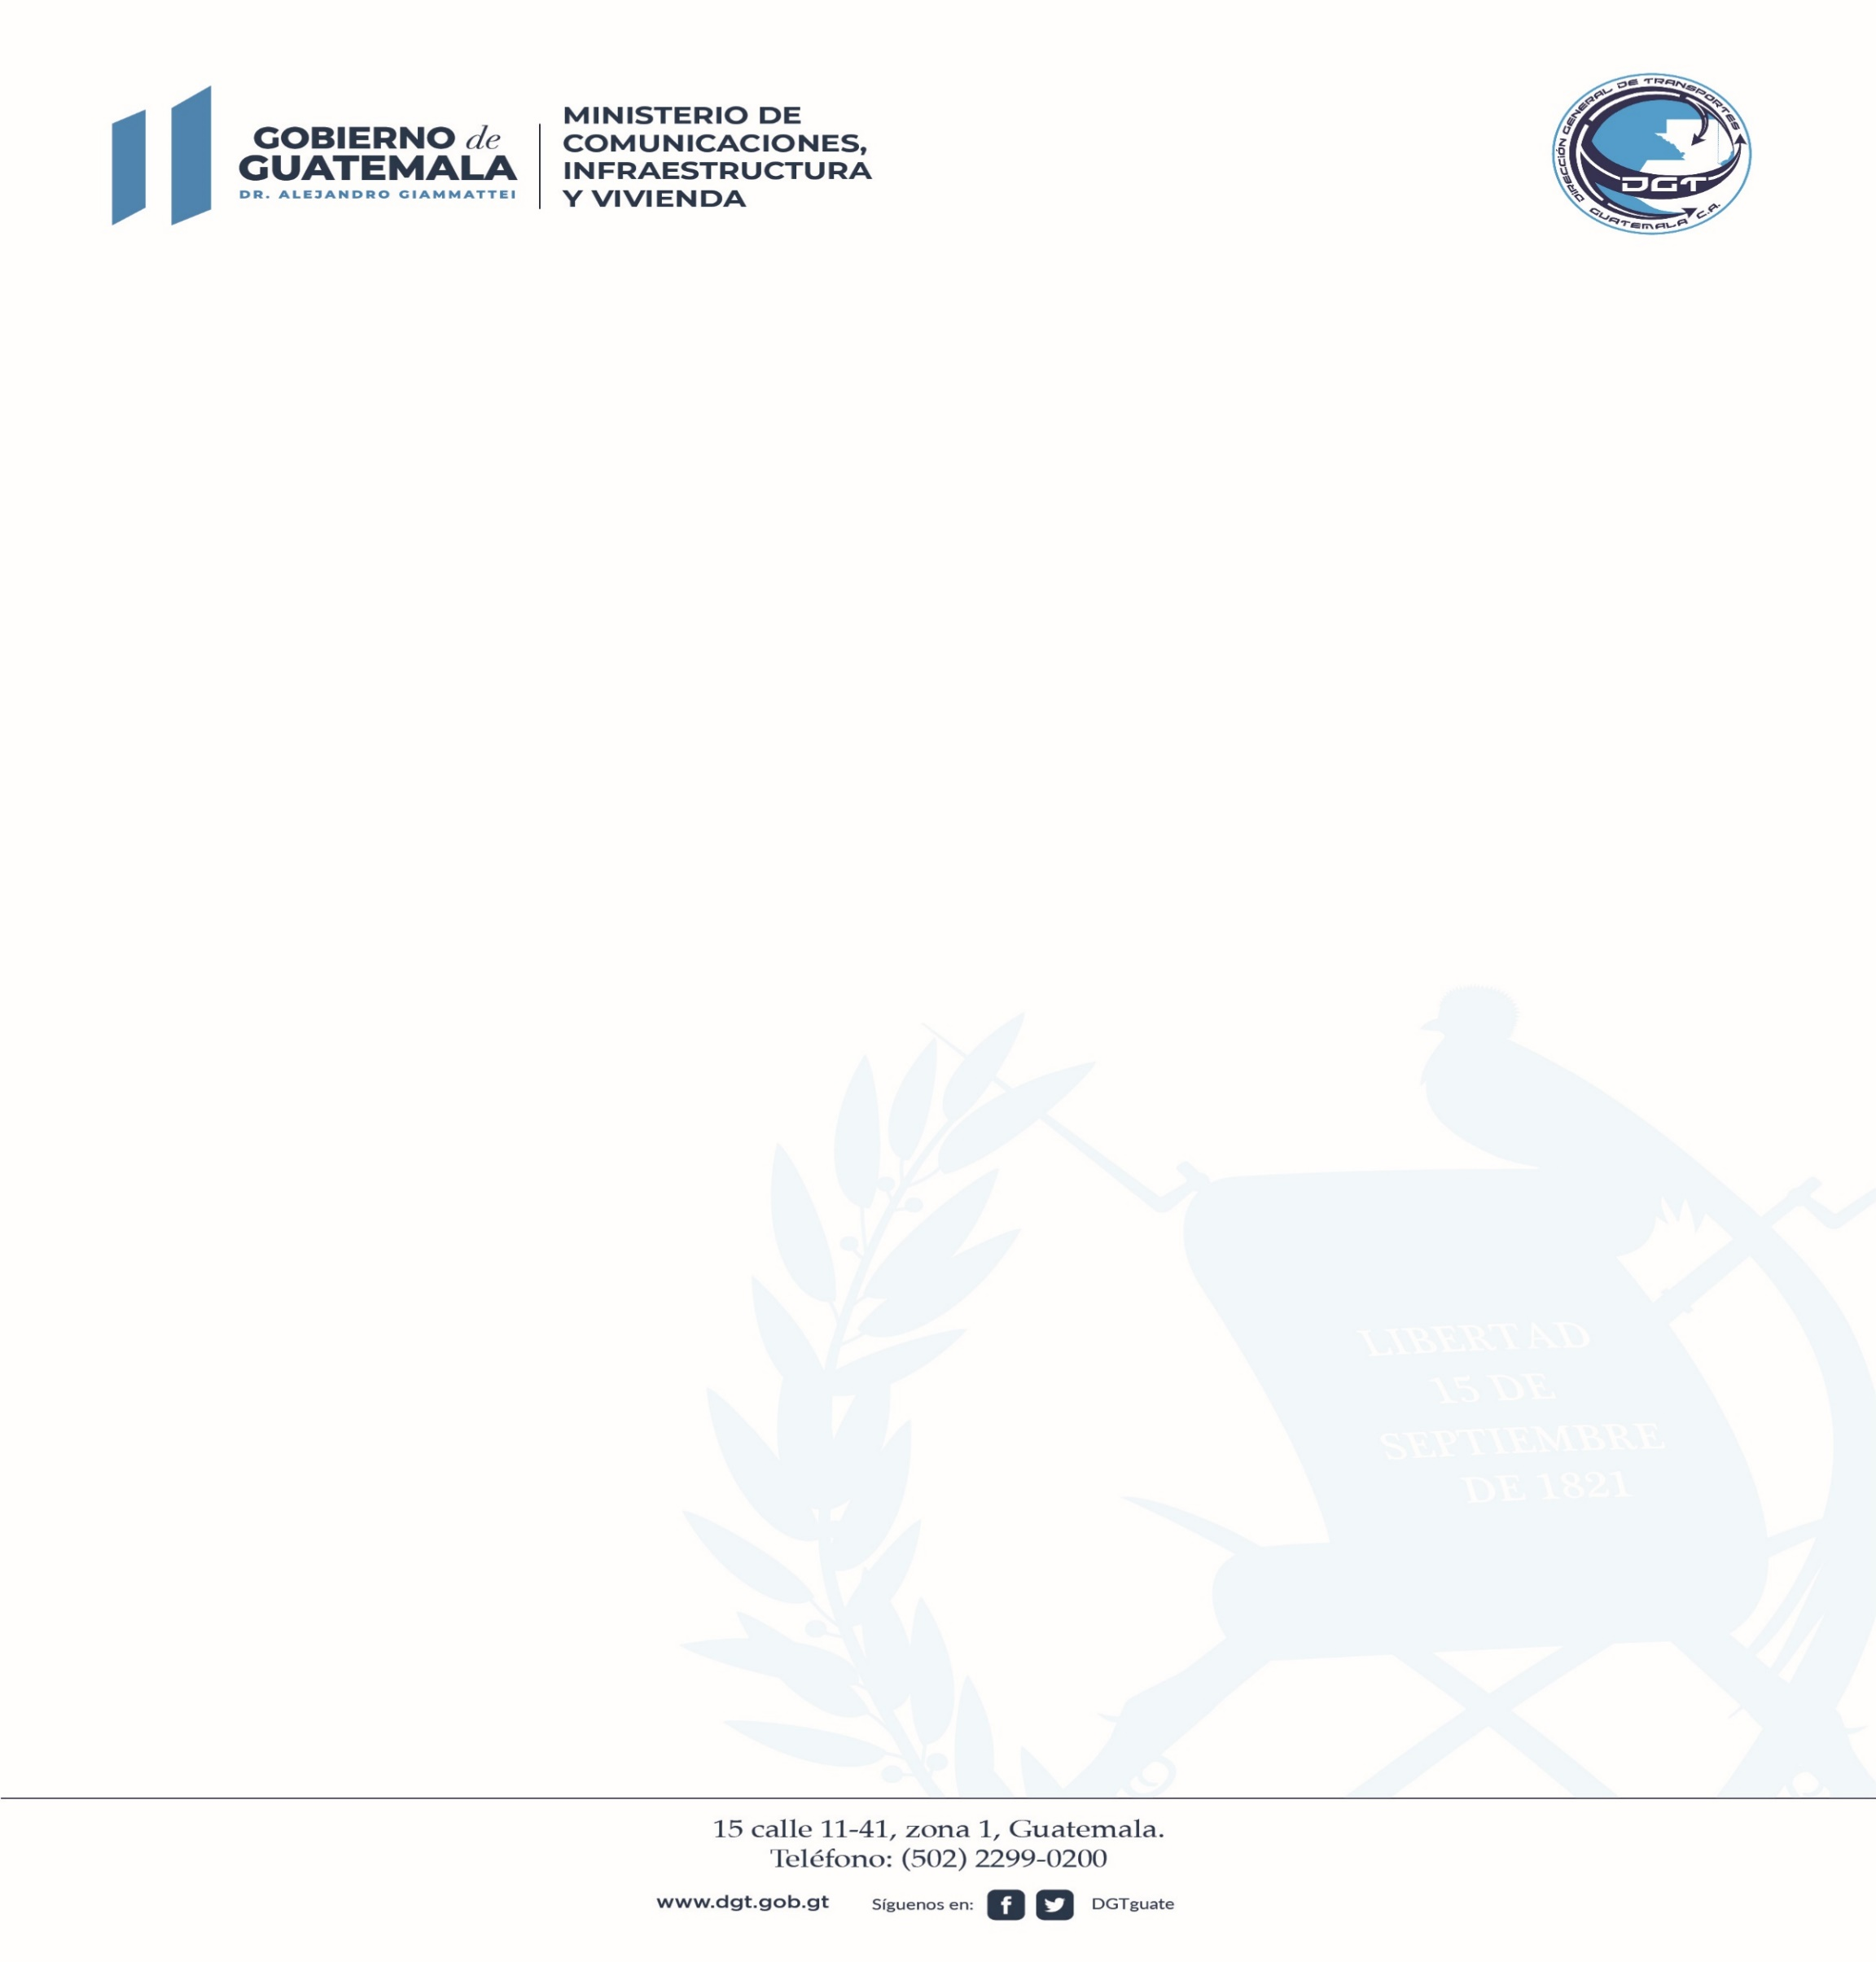 GOBIERNO de
GUATEMALA
DR. ALEJANDRO GIAMMATTEI
MINISTERIO DE
COMUNICACIONES,
INFRAESTRUCTURA
Y VIVIENDA
DIRECCIÓN GENERAL DE TRANSPORTES
DGT
GUATEMALA C.A.
LIBERTAD
15 DE
SEPTIEMBRE
DE 1821
15 calle 11-41, zona 1, Guatemala.
Teléfono: (502) 2299-0200
www.dgt.gob.gt Síguenos en: DGTguate